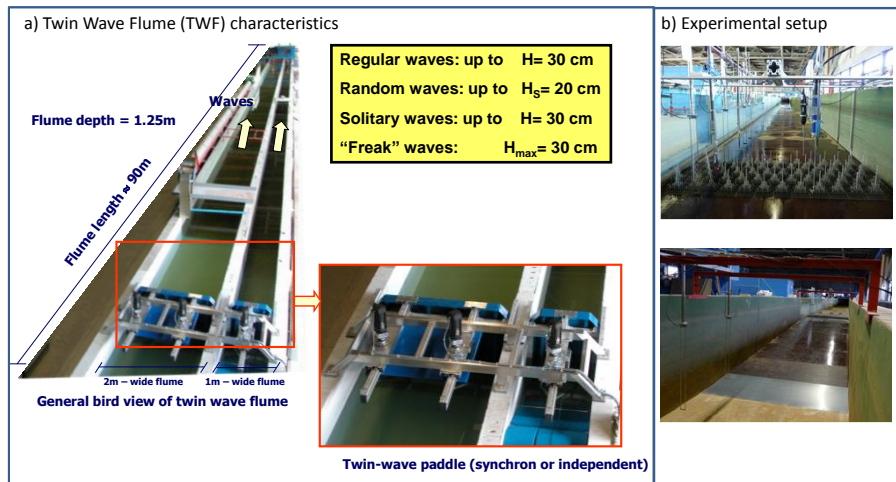 a) Twin Wave Flume (TWF) characteristics
Waves
Flume depth = 1.25m
Flume length ≈ 90m
Regular waves: up to H= 30 cm
Random waves: up to HS= 20 cm
Solitary waves: up to H= 30 cm
“Freak” waves: Hmax= 30 cm
2m – wide flume
1m – wide flume
General bird view of twin wave flume
Twin-wave paddle (synchron or independent)
b) Experimental setup